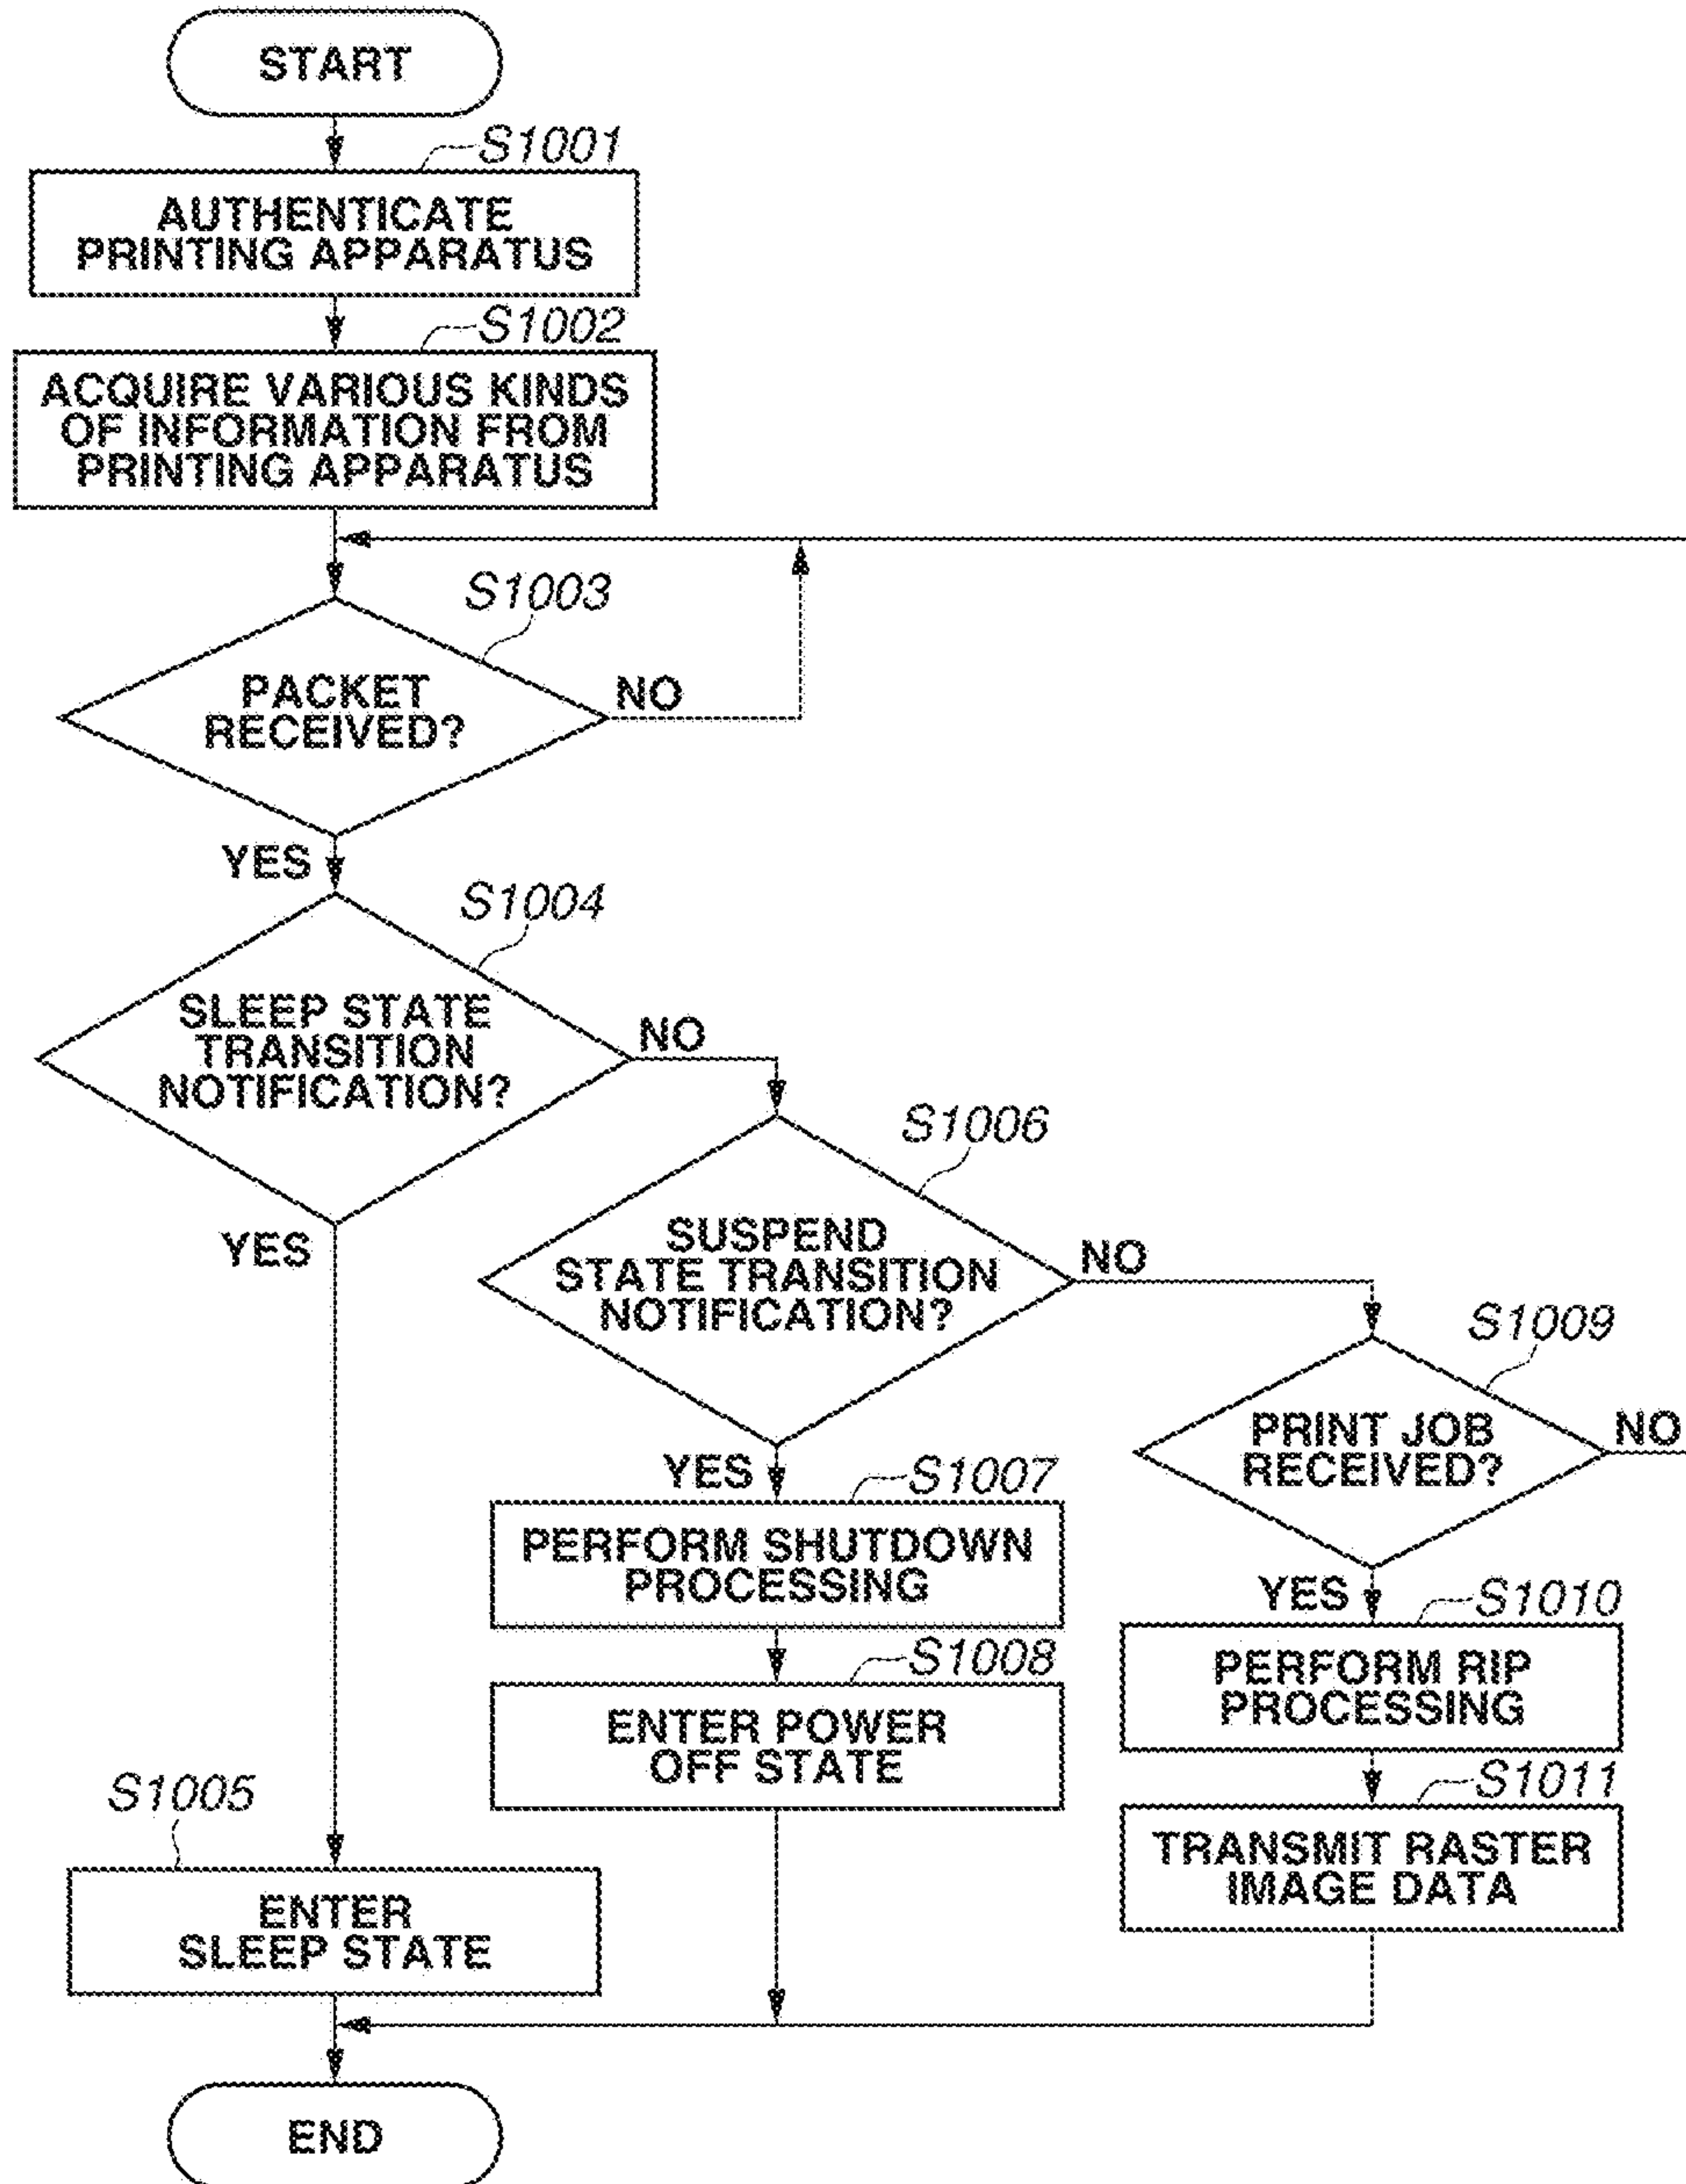 START
S1001
AUTHENTICATE
PRINTING APPARATUS
S1002
ACQUIRE VARIOUS KINDS
OF INFORMATION FROM
PRINTING APPARATUS
S1003
PACKET
RECEIVED?
NO
YES
S1004
SLEEP STATE
TRANSITION
NOTIFICATION?
NO
YES
S1006
SUSPEND
STATE TRANSITION
NOTIFICATION?
NO
YES
S1009
PRINT JOB
RECEIVED?
NO
YES
S1007
PERFORM SHUTDOWN
PROCESSING
S1008
ENTER POWER
OFF STATE
S1010
PERFORM RIP
PROCESSING
S1011
TRANSMIT RASTER
IMAGE DATA
S1005
ENTER
SLEEP STATE
END